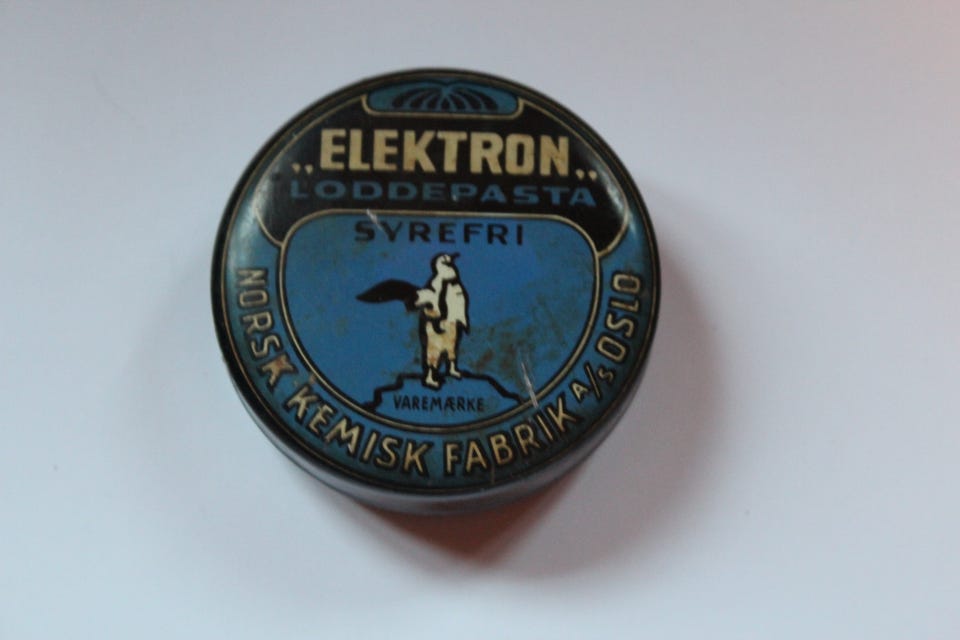 „ELEKTRON„
LODDEPASTA
SYREFRI
VAREMÆRKE
NORSK KEMISK FABRIK A/S OSLO